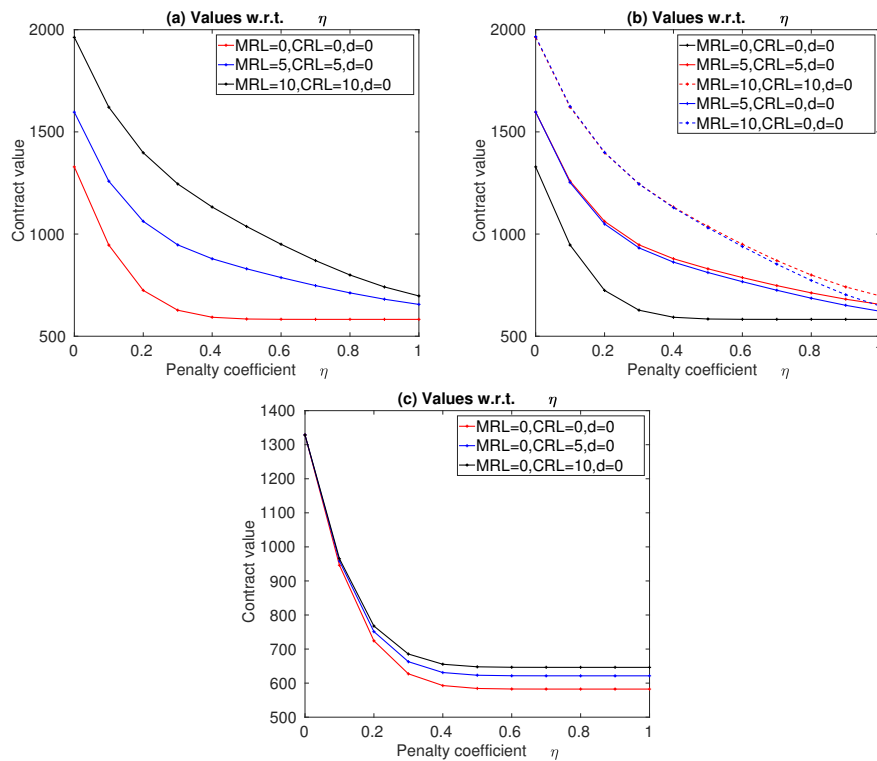 (a) Values w.r.t. η
2000
1500
1000
500
Contract value
MRL=0,CRL=0,d=0
MRL=5,CRL=5,d=0
MRL=10,CRL=10,d=0
0 0.2 0.4 0.6 0.8 1
Penalty coefficient η
(b) Values w.r.t. η
2000
1500
1000
500
Contract value
MRL=0,CRL=0,d=0
MRL=5,CRL=5,d=0
MRL=10,CRL=10,d=0
MRL=5,CRL=0,d=0
MRL=10,CRL=0,d=0
0 0.2 0.4 0.6 0.8 1
Penalty coefficient η
(c) Values w.r.t. η
1400
1300
1200
1100
1000
900
800
700
600
500
Contract value
MRL=0,CRL=0,d=0
MRL=0,CRL=5,d=0
MRL=0,CRL=10,d=0
0 0.2 0.4 0.6 0.8 1
Penalty coefficient η